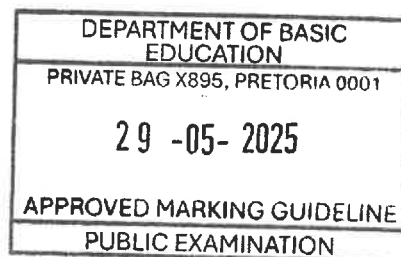 DEPARTMENT OF BASIC
EDUCATION
PRIVATE BAG X895, PRETORIA 0001
29 -05- 2025
APPROVED MARKING GUIDELINE
PUBLIC EXAMINATION